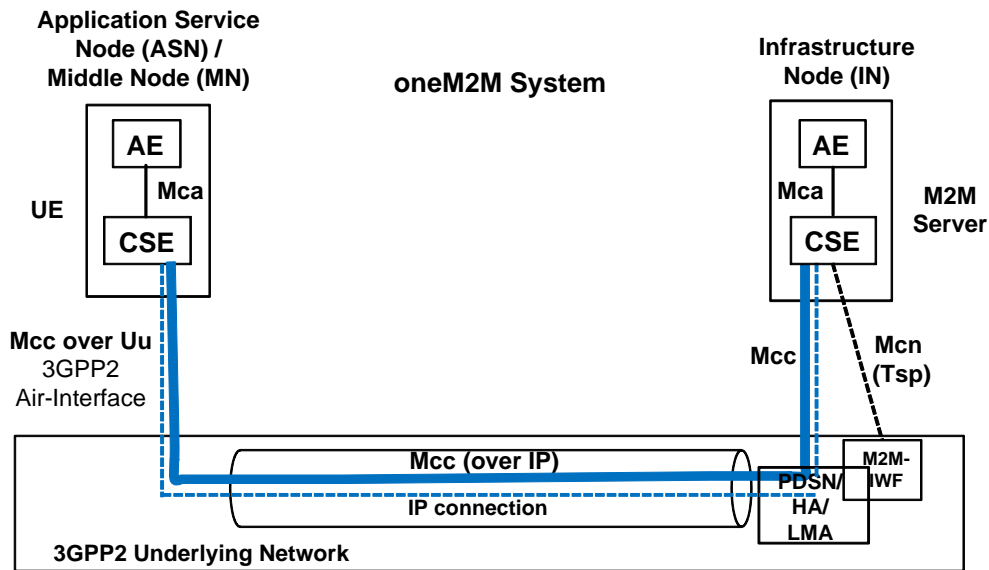 Application Service
Node (ASN) /
Middle Node (MN)
oneM2M System
Infrastructure
Node (IN)
AE
Mca
CSE
UE
AE
Mca
CSE
M2M
Server
Mcc over Uu
3GPP2
Air-Interface
Mcc
Mcn
(Tsp)
Mcc (over IP)
IP connection
M2M-
IWF
PDSN/
HA/
LMA
3GPP2 Underlying Network